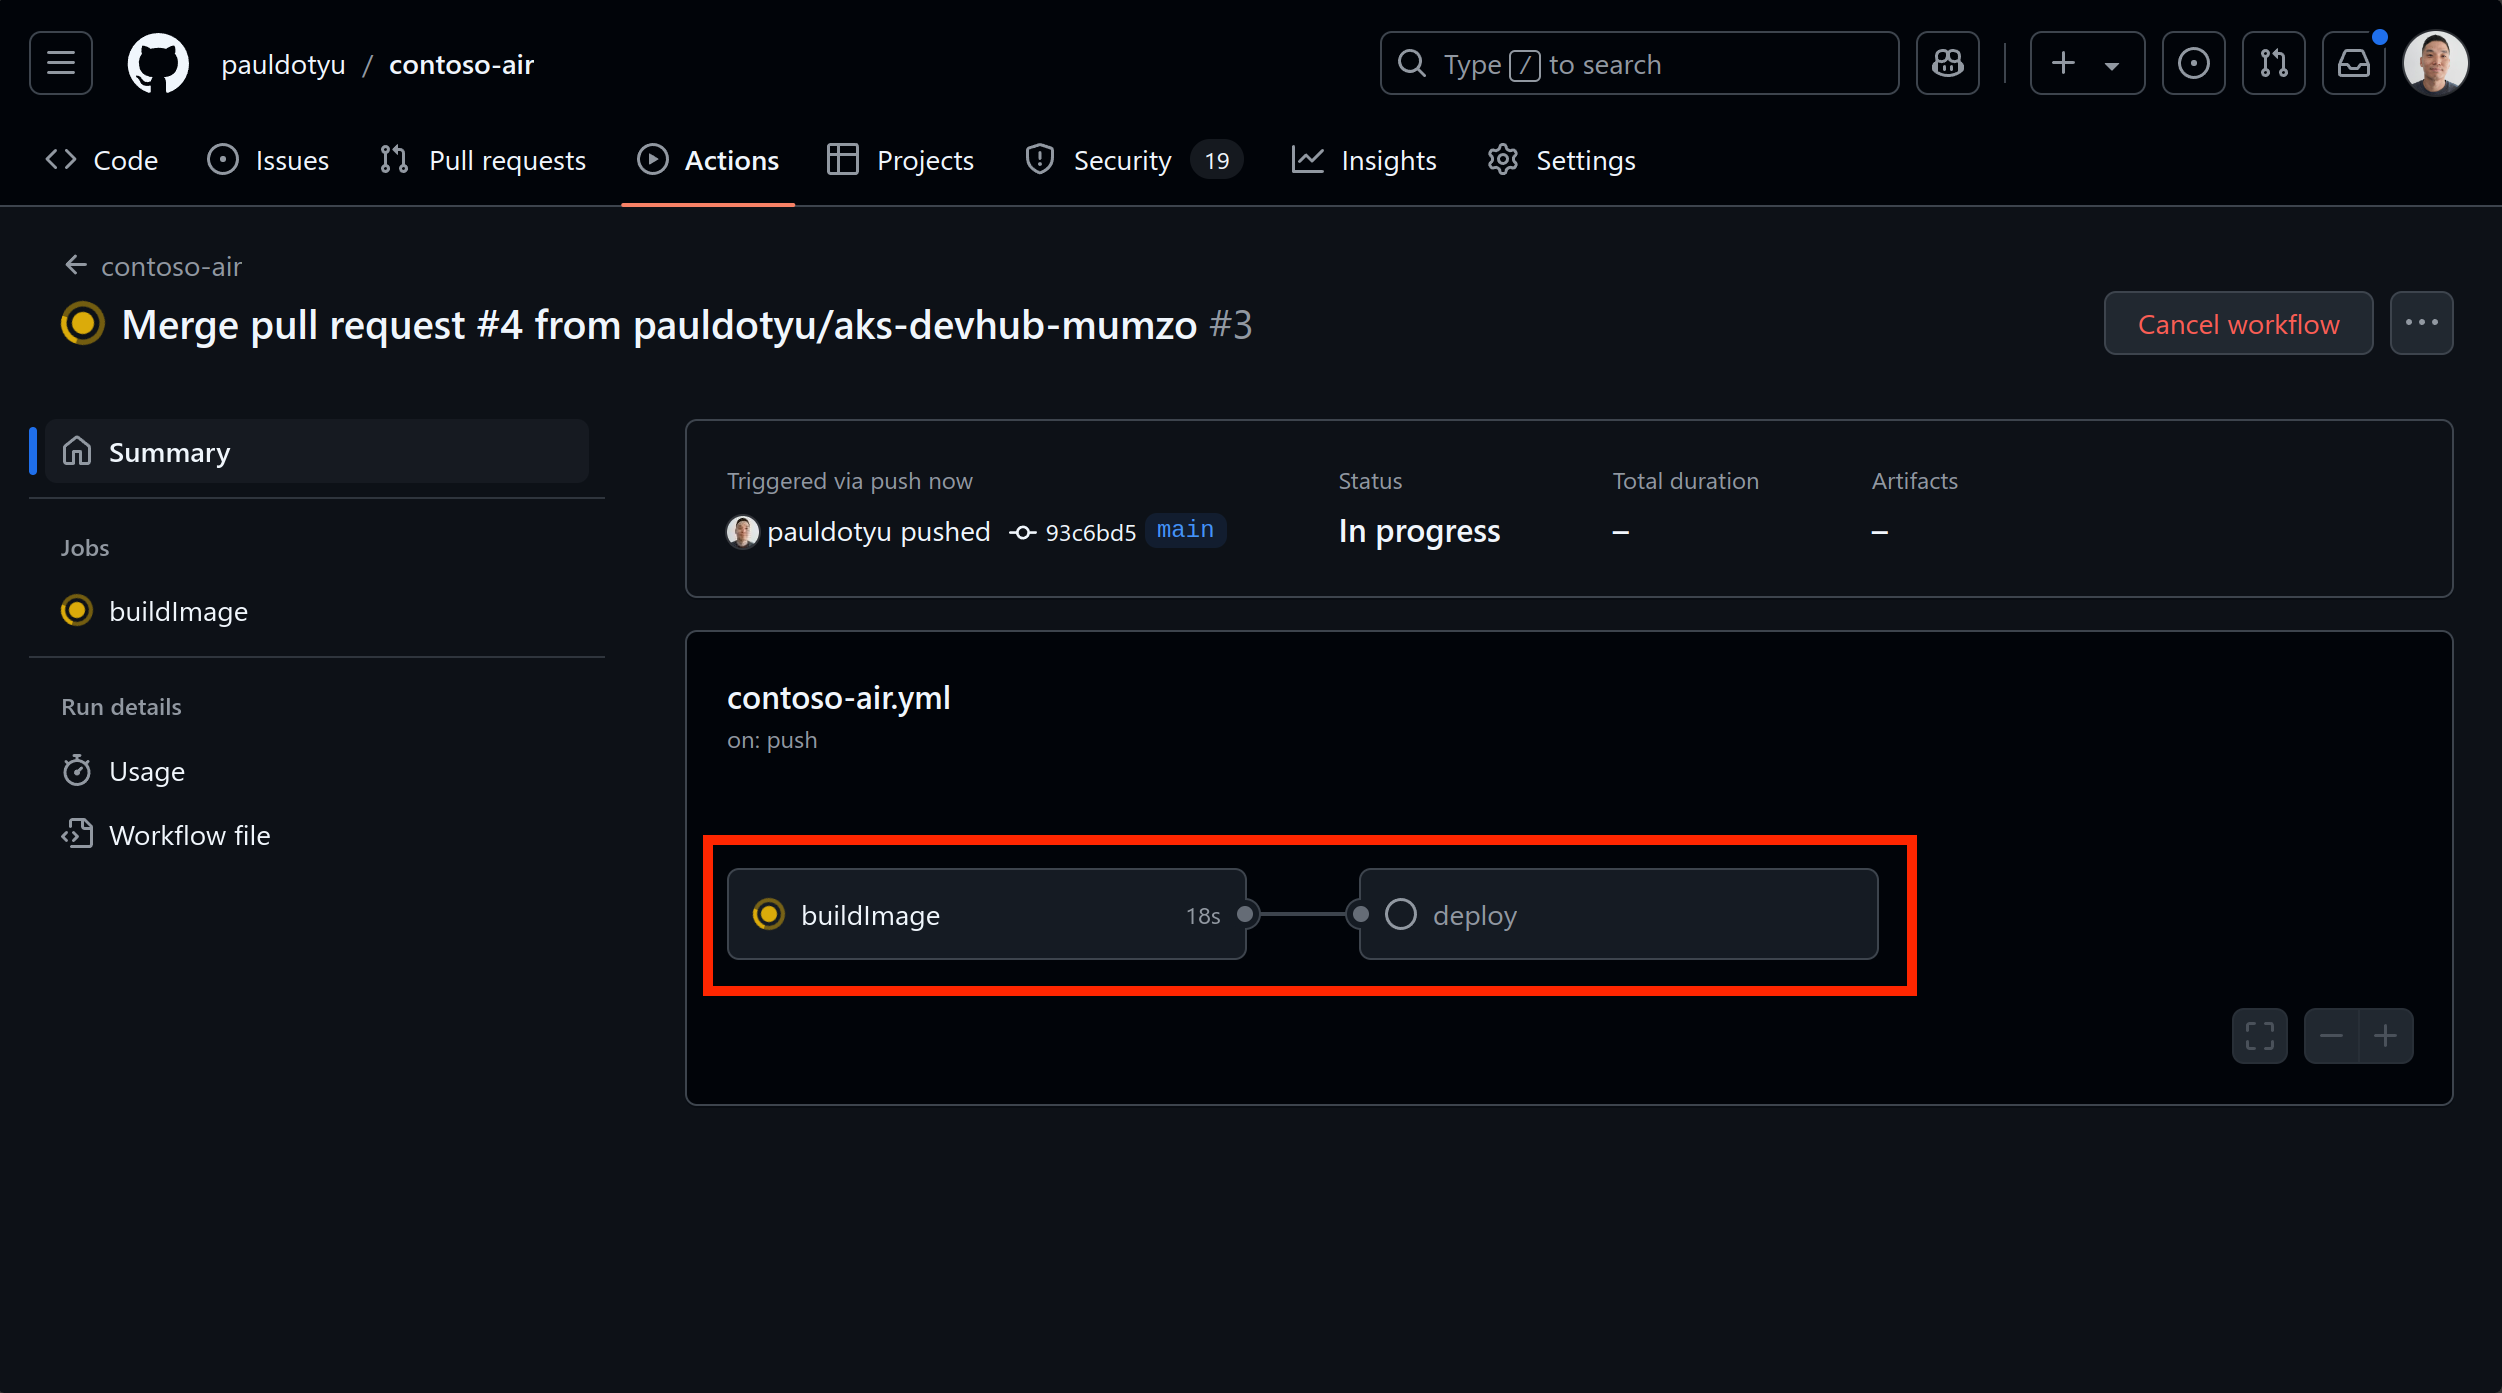 pauldotyu / contoso-air
Type / to search
Code
Issues
Pull requests
Actions
Projects
Security 19
Insights
Settings
contoso-air
Merge pull request #4 from pauldotyu/aks-devhub-mumzo #3
Cancel workflow
Summary
Jobs
buildImage
Run details
Usage
Workflow file
Triggered via push now
pauldotyu pushed 93c6bd5 main
Status
In progress
Total duration
–
Artifacts
–
contoso-air.yml
on: push
buildImage 18s
deploy